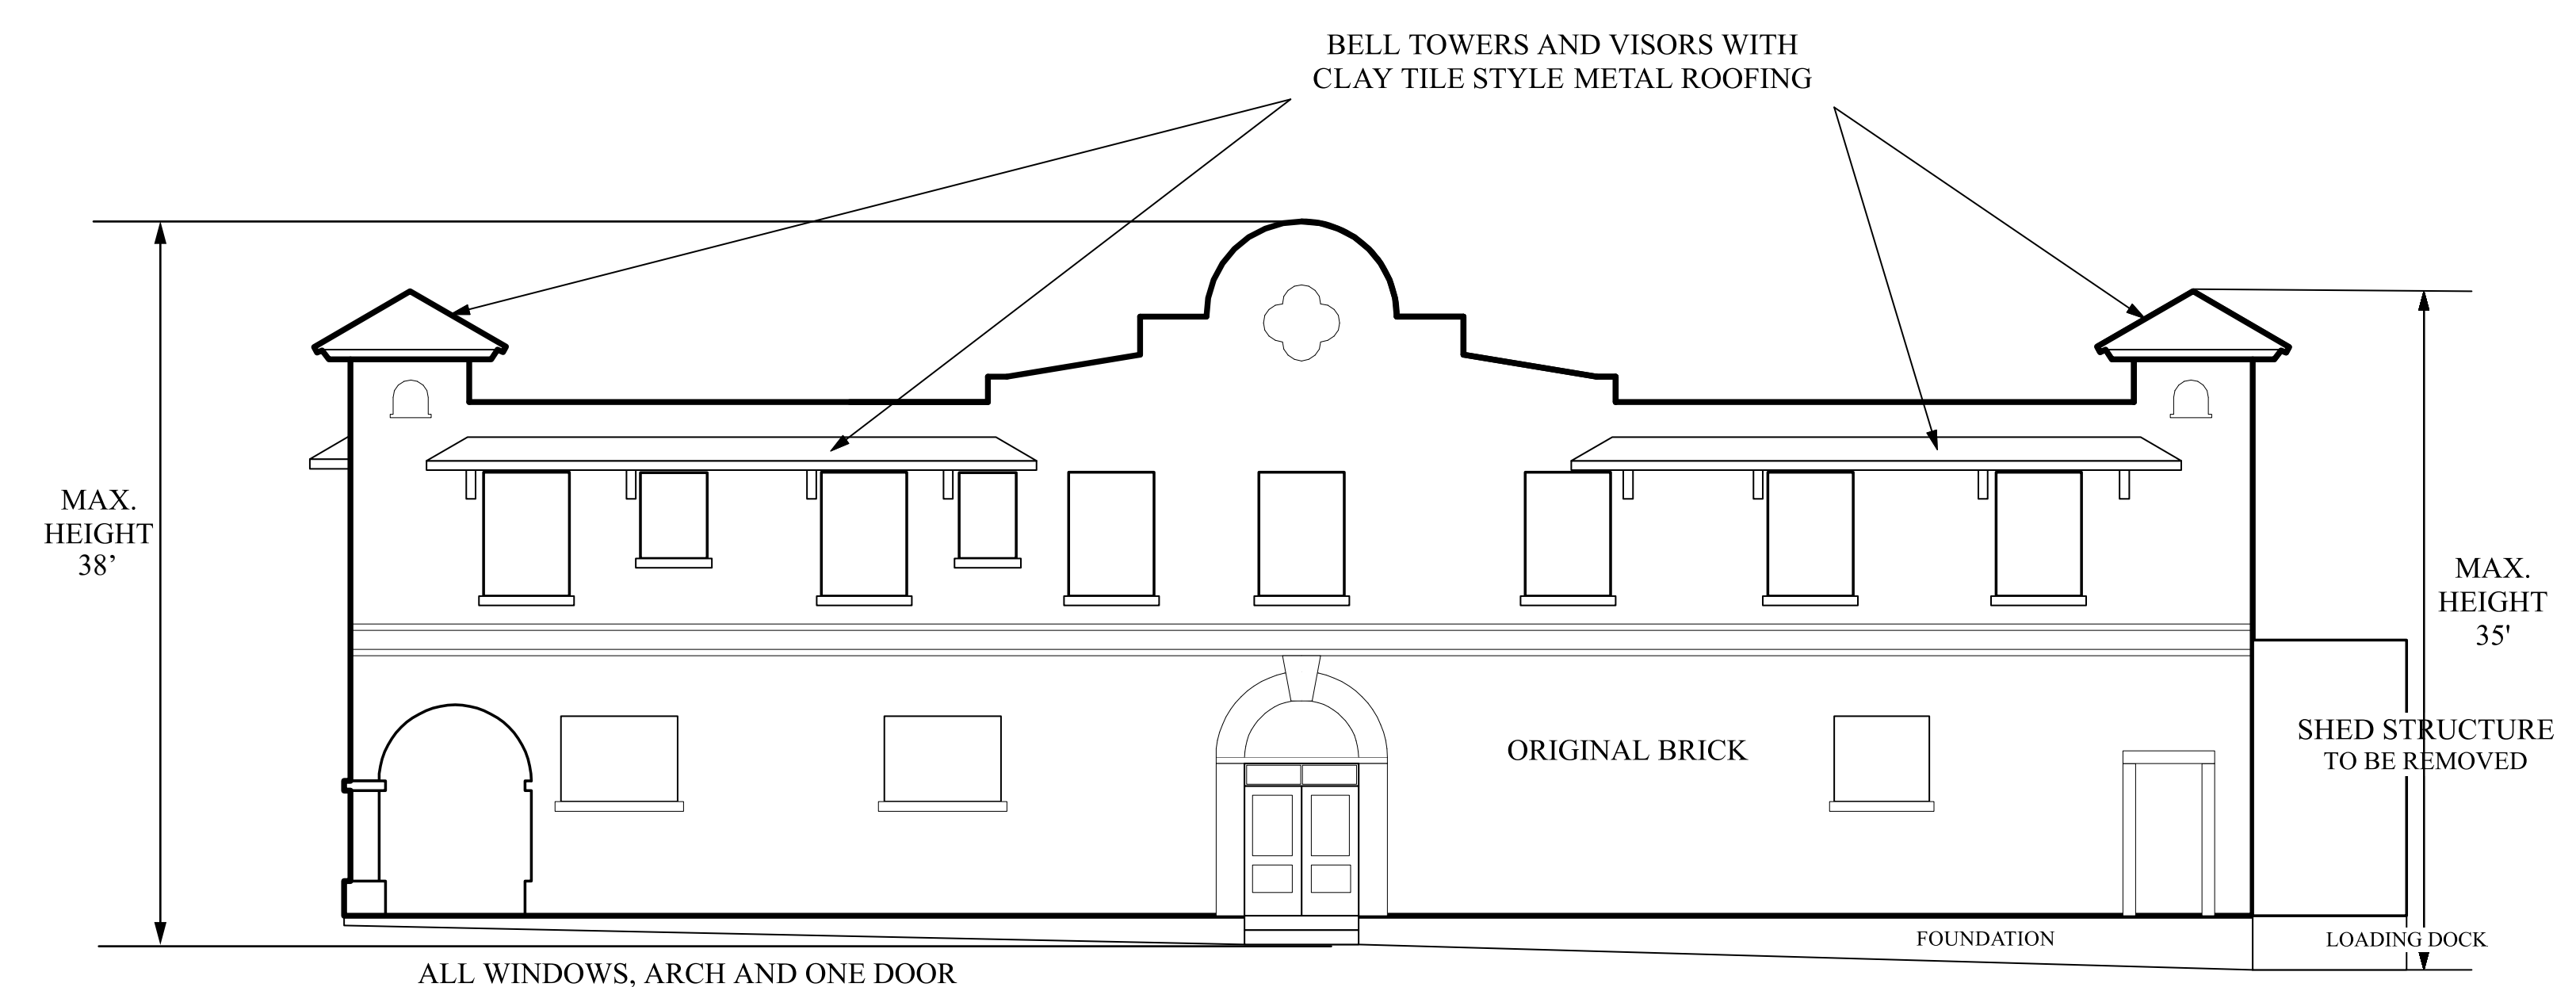 BELL TOWERS AND VISORS WITH
CLAY TILE STYLE METAL ROOFING
MAX.
HEIGHT
38’
MAX.
HEIGHT
35'
SHED STRUCTURE
TO BE REMOVED
ORIGINAL BRICK
FOUNDATION
LOADING DOCK
ALL WINDOWS, ARCH AND ONE DOOR